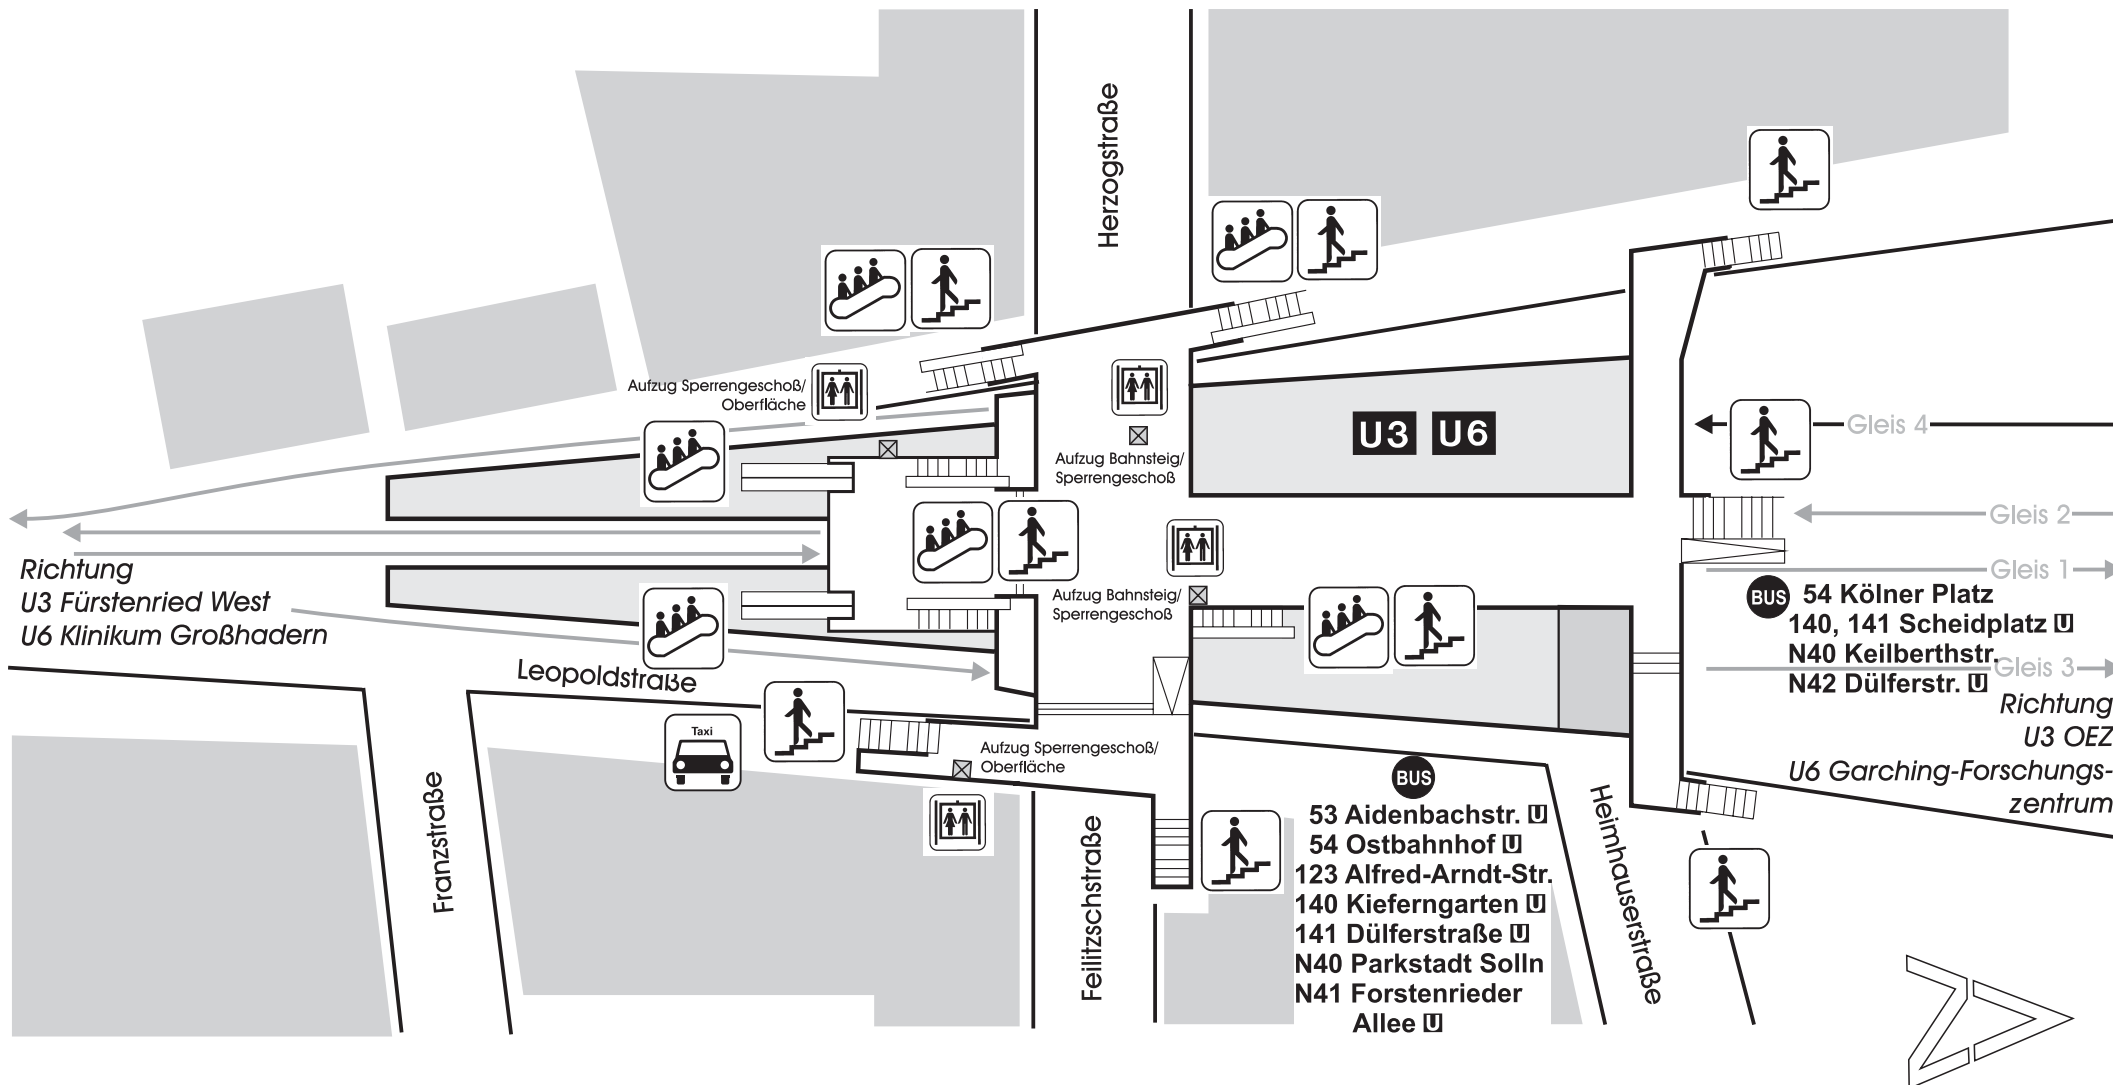 Herzogstraße
Aufzug Sperrengeschoß/
Oberfläche
U3 U6
Aufzug Bahnsteig/
Sperrengeschoß
Gleis 4
Gleis 2
Gleis 1
Gleis 3
Richtung
U3 Fürstenried West
U6 Klinikum Großhadern
Aufzug Bahnsteig/
Sperrengeschoß
BUS 54 Kölner Platz
140, 141 Scheidplatz U
N40 Keilberthstr.
N42 Dülferstr. U
Richtung
U3 OEZ
U6 Garching-Forschungs-
zentrum
Leopoldstraße
Taxi
Aufzug Sperrengeschoß/
Oberfläche
Franzstraße
Feilitzschstraße
BUS
53 Aidenbachstr. U
54 Ostbahnhof U
123 Alfred-Arndt-Str.
140 Kieferngarten U
141 Dülferstraße U
N40 Parkstadt Solln
N41 Forstenrieder
Allee U
Heimhauserstraße
N